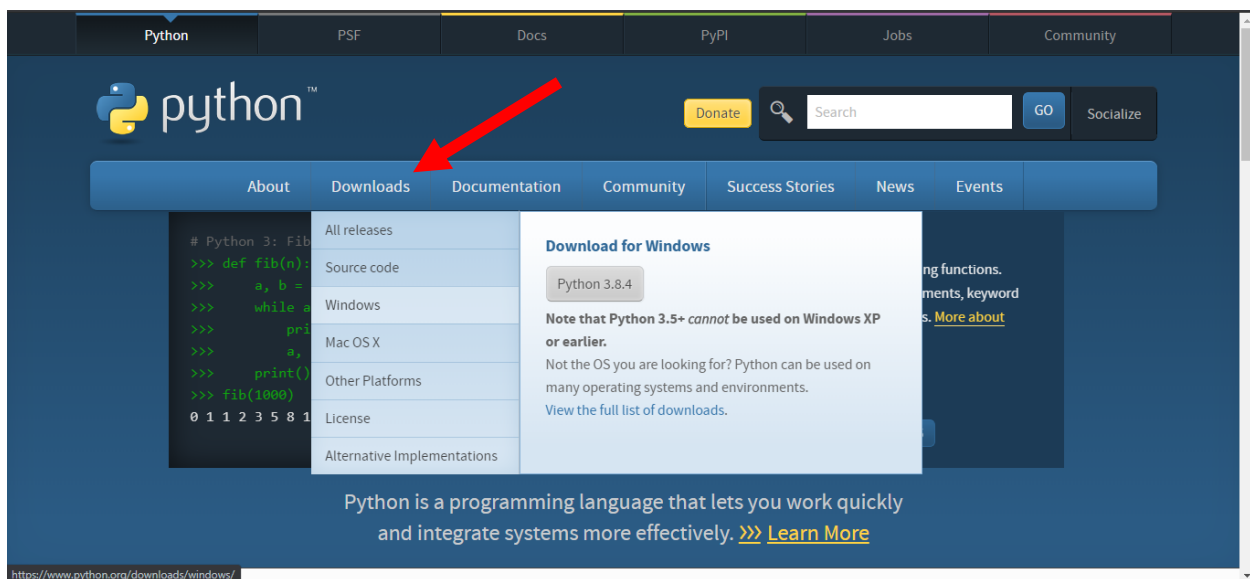 Python PSF Docs PyPI Jobs Community
python™
Donate Search GO Socialize
About Downloads Documentation Community Success Stories News Events
# Python 3: Fib
>>> def fib(n):
>>> a, b =
>>> while a
>>> pri
>>> a,
>>> print()
>>> fib(1000)
0 1 1 2 3 5 8 1
All releases
Source code
Windows
Mac OS X
Other Platforms
License
Alternative Implementations
Download for Windows
Python 3.8.4
Note that Python 3.5+ cannot be used on Windows XP
or earlier.
Not the OS you are looking for? Python can be used on
many operating systems and environments.
View the full list of downloads.
ng functions.
ments, keyword
s. More about
Python is a programming language that lets you work quickly
and integrate systems more effectively. >>> Learn More
https://www.python.org/downloads/windows/